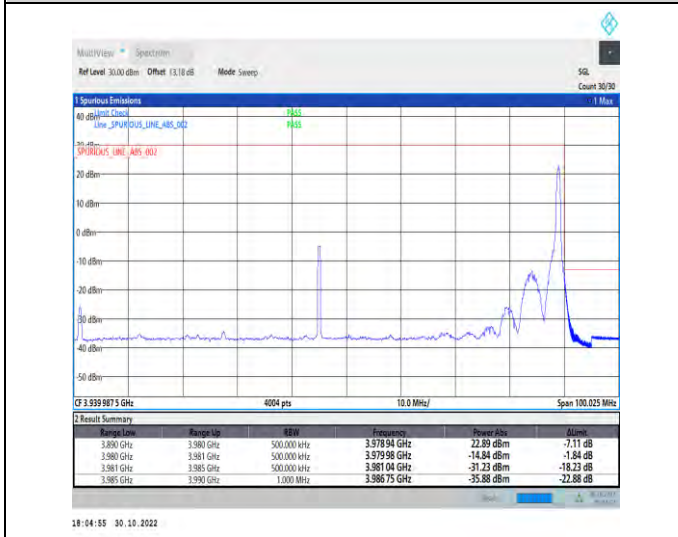 MultiView Spectrum
Ref Level 30.00 dBm Offset 13.18 dB Mode Sweep SGL
Count 30/30
1 Spurious Emissions 1 Max
40 dBm Limit Check PASS
Line _SPURIOUS_LINE_ABS_002 PASS
30 dBm
_SPURIOUS_LINE_ABS_002
20 dBm
10 dBm
0 dBm
-10 dBm
-20 dBm
-30 dBm
-40 dBm
-50 dBm
CF 3.939 987 5 GHz 4004 pts 10.0 MHz/ Span 100.025 MHz
2 Result Summary
Range Low Range Up RBW Frequency Power Abs ΔLimit
3.890 GHz 3.980 GHz 500.000 kHz 3.978 94 GHz 22.89 dBm -7.11 dB
3.980 GHz 3.981 GHz 500.000 kHz 3.979 98 GHz -14.84 dBm -1.84 dB
3.981 GHz 3.985 GHz 500.000 kHz 3.981 04 GHz -31.23 dBm -18.23 dB
3.985 GHz 3.990 GHz 1.000 MHz 3.986 75 GHz -35.88 dBm -22.88 dB
18:04:55 30.10.2022